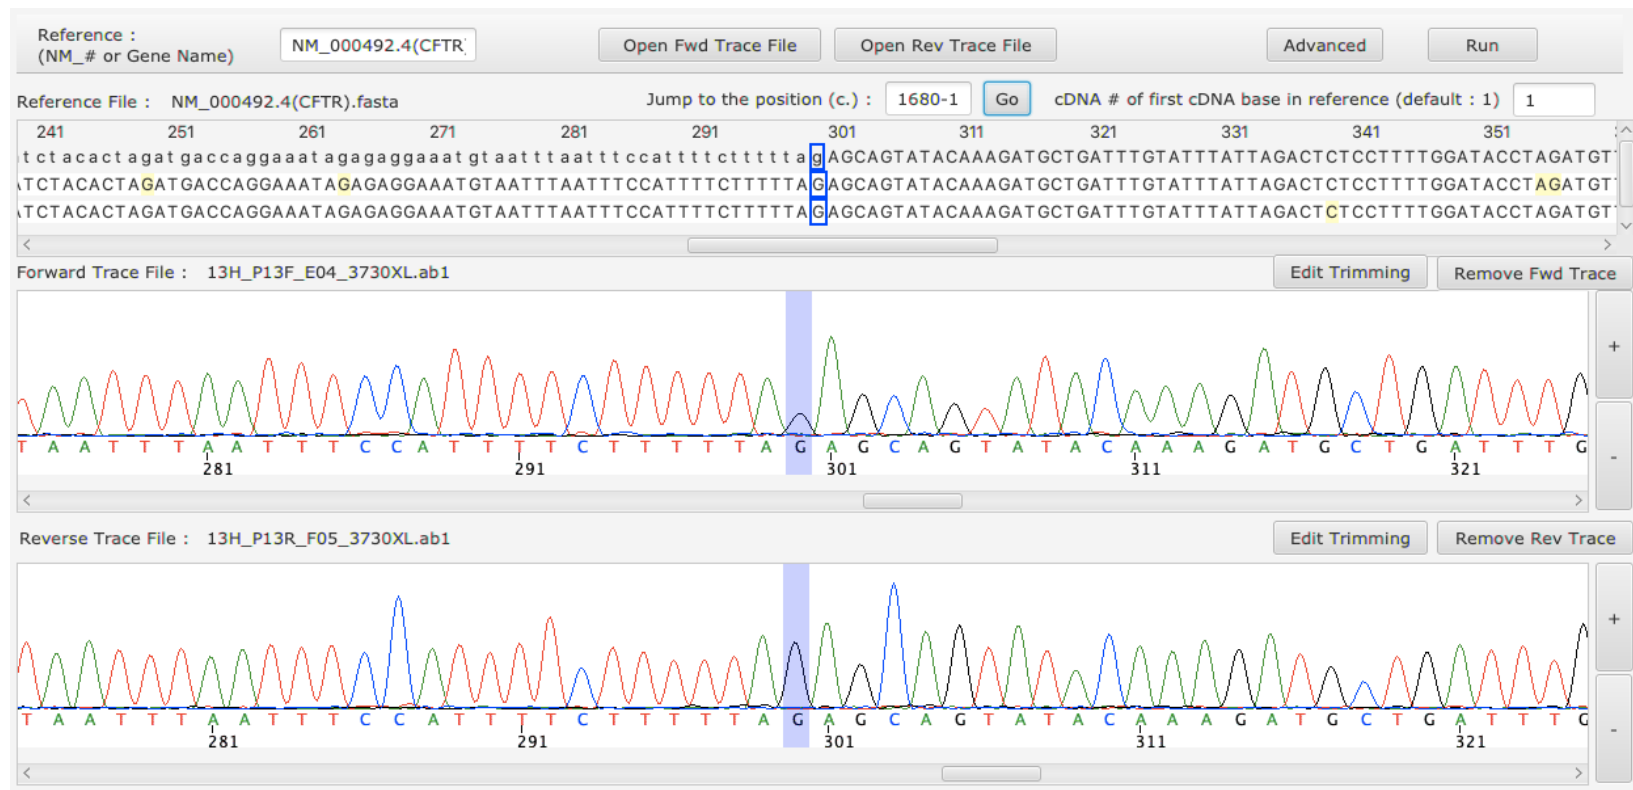 Reference :
(NM_# or Gene Name)
NM_000492.4(CFTR)
Open Fwd Trace File
Open Rev Trace File
Advanced
Run
Reference File : NM_000492.4(CFTR).fasta
Jump to the position (c.) :
1680-1
Go
cDNA # of first cDNA base in reference (default : 1)
1
241 251 261 271 281 291 301 311 321 331 341 351
tctacactagatgaccaggaaatagagaggaaatgtaatttaatttccattttctttttagAGCAGTATACAAAGATGCTGATTTGTATTTATTAGACTCTCCTTTTGGATACCTAGATGT
ATCTACACTAGATGACCAGGAAATAGAGAGGAAATGTAATTTAATTTCCATTTTCTTTTTAGAGCAGTATACAAAGATGCTGATTTGTATTTATTAGACTCTCCTTTTGGATACCTAGATGT
ATCTACACTAGATGACCAGGAAATAGAGAGGAAATGTAATTTAATTTCCATTTTCTTTTTAGAGCAGTATACAAAGATGCTGATTTGTATTTATTAGACTCTCCTTTTGGATACCTAGATGT
Forward Trace File : 13H_P13F_E04_3730XL.ab1
Edit Trimming
Remove Fwd Trace
+
T A A T T T A A T T T C C A T T T T C T T T T T A G A G C A G T A T A C A A A G A T G C T G A T T T G
281 291 301 311 321
-
Reverse Trace File : 13H_P13R_F05_3730XL.ab1
Edit Trimming
Remove Rev Trace
+
T A A T T T A A T T T C C A T T T T C T T T T T A G A G C A G T A T A C A A A G A T G C T G A T T T G
281 291 301 311 321
-